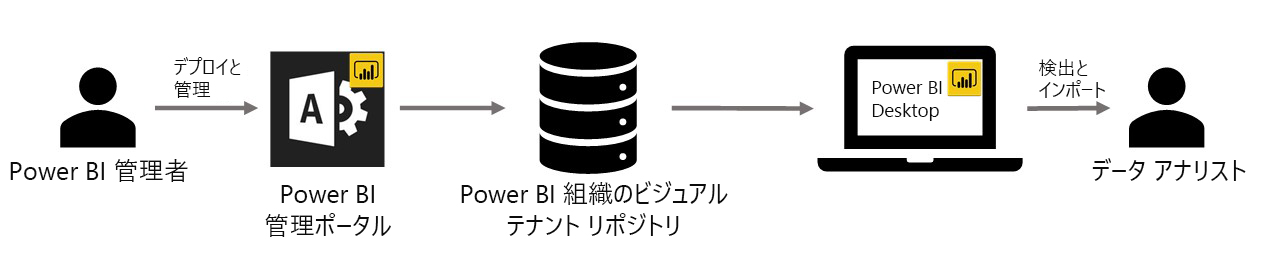 デプロイと
管理
Power BI 管理者
A
Power BI
管理ポータル
Power BI 組織のビジュアル
テナント リポジトリ
Power BI
Desktop
検出と
インポート
データ アナリスト